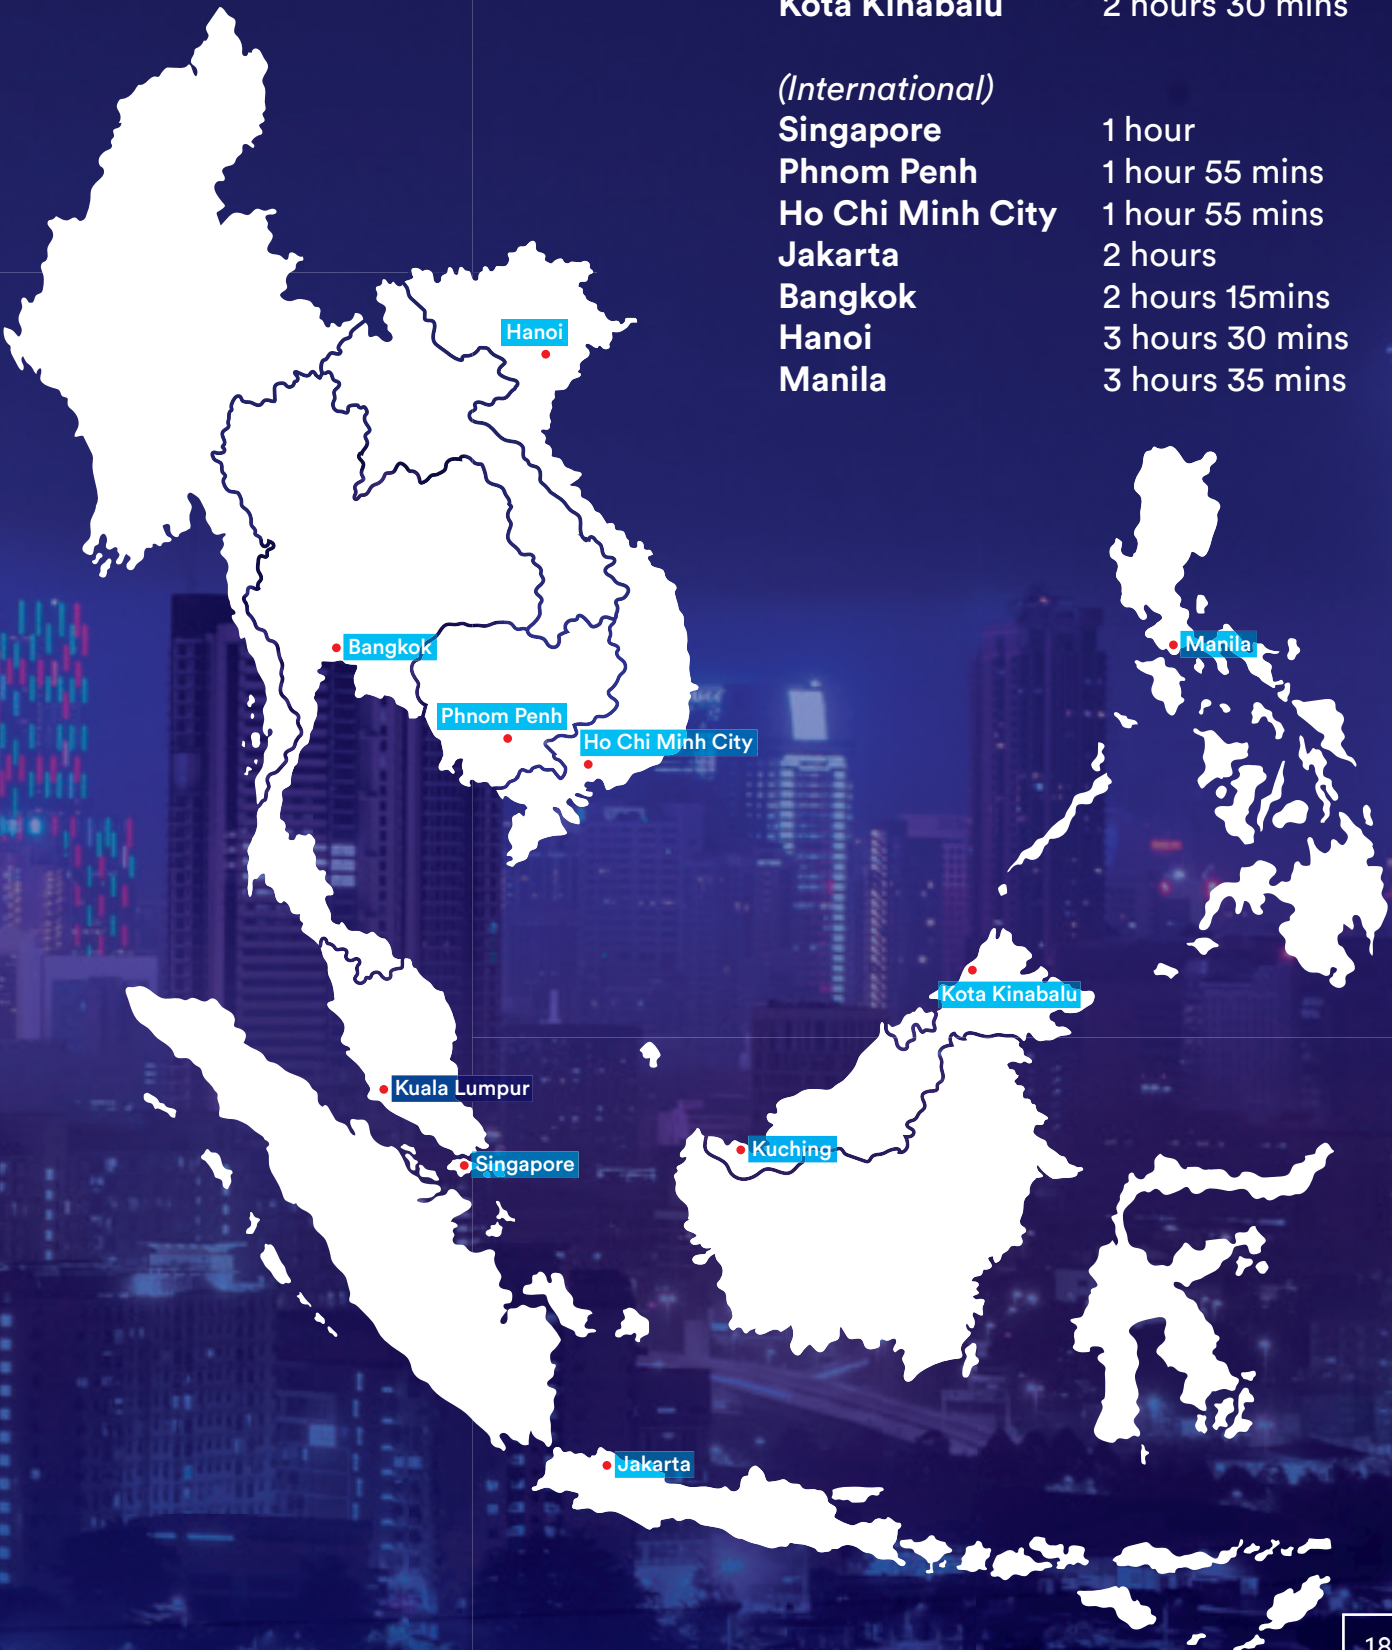 Kota Kinabalu 2 hours 30 mins
(International)
Singapore 1 hour
Phnom Penh 1 hour 55 mins
Ho Chi Minh City 1 hour 55 mins
Jakarta 2 hours
Bangkok 2 hours 15mins
Hanoi 3 hours 30 mins
Manila 3 hours 35 mins
Hanoi
Bangkok
Manila
Phnom Penh
Ho Chi Minh City
Kota Kinabalu
Kuala Lumpur
Kuching
Singapore
Jakarta
18